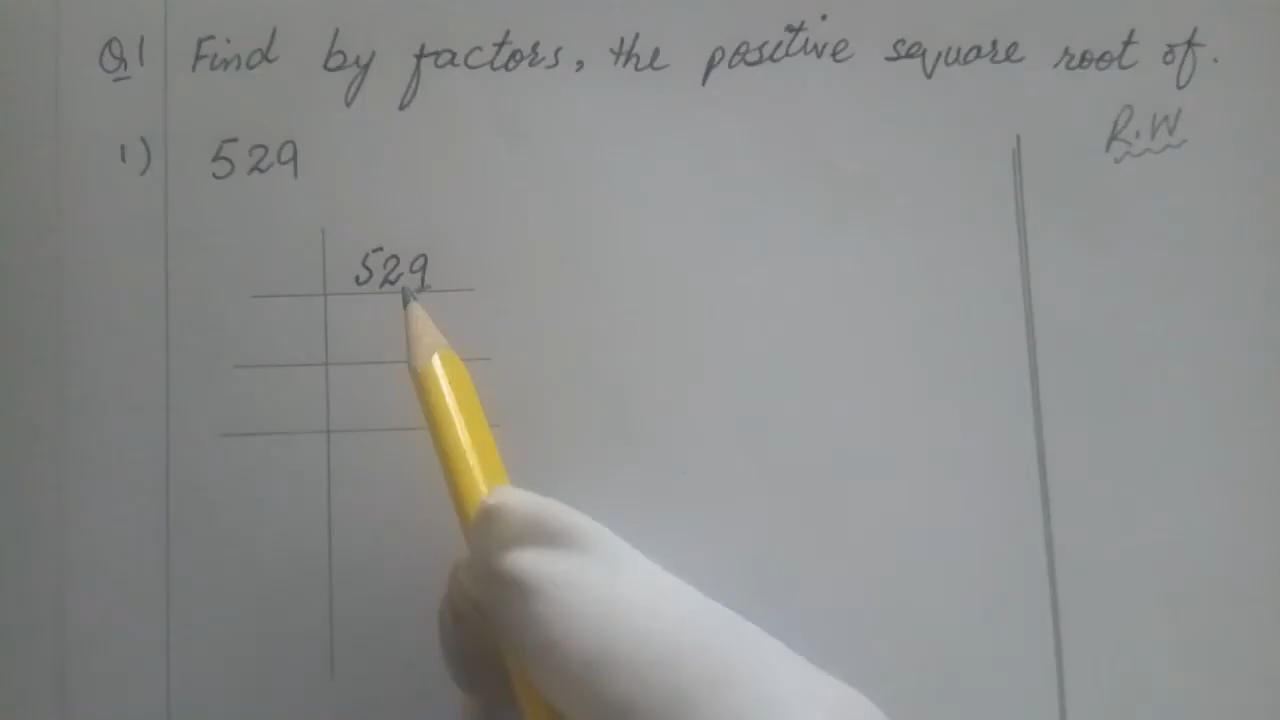 Q1 Find by factors, the positive square root of.
R.W
1) 529
529